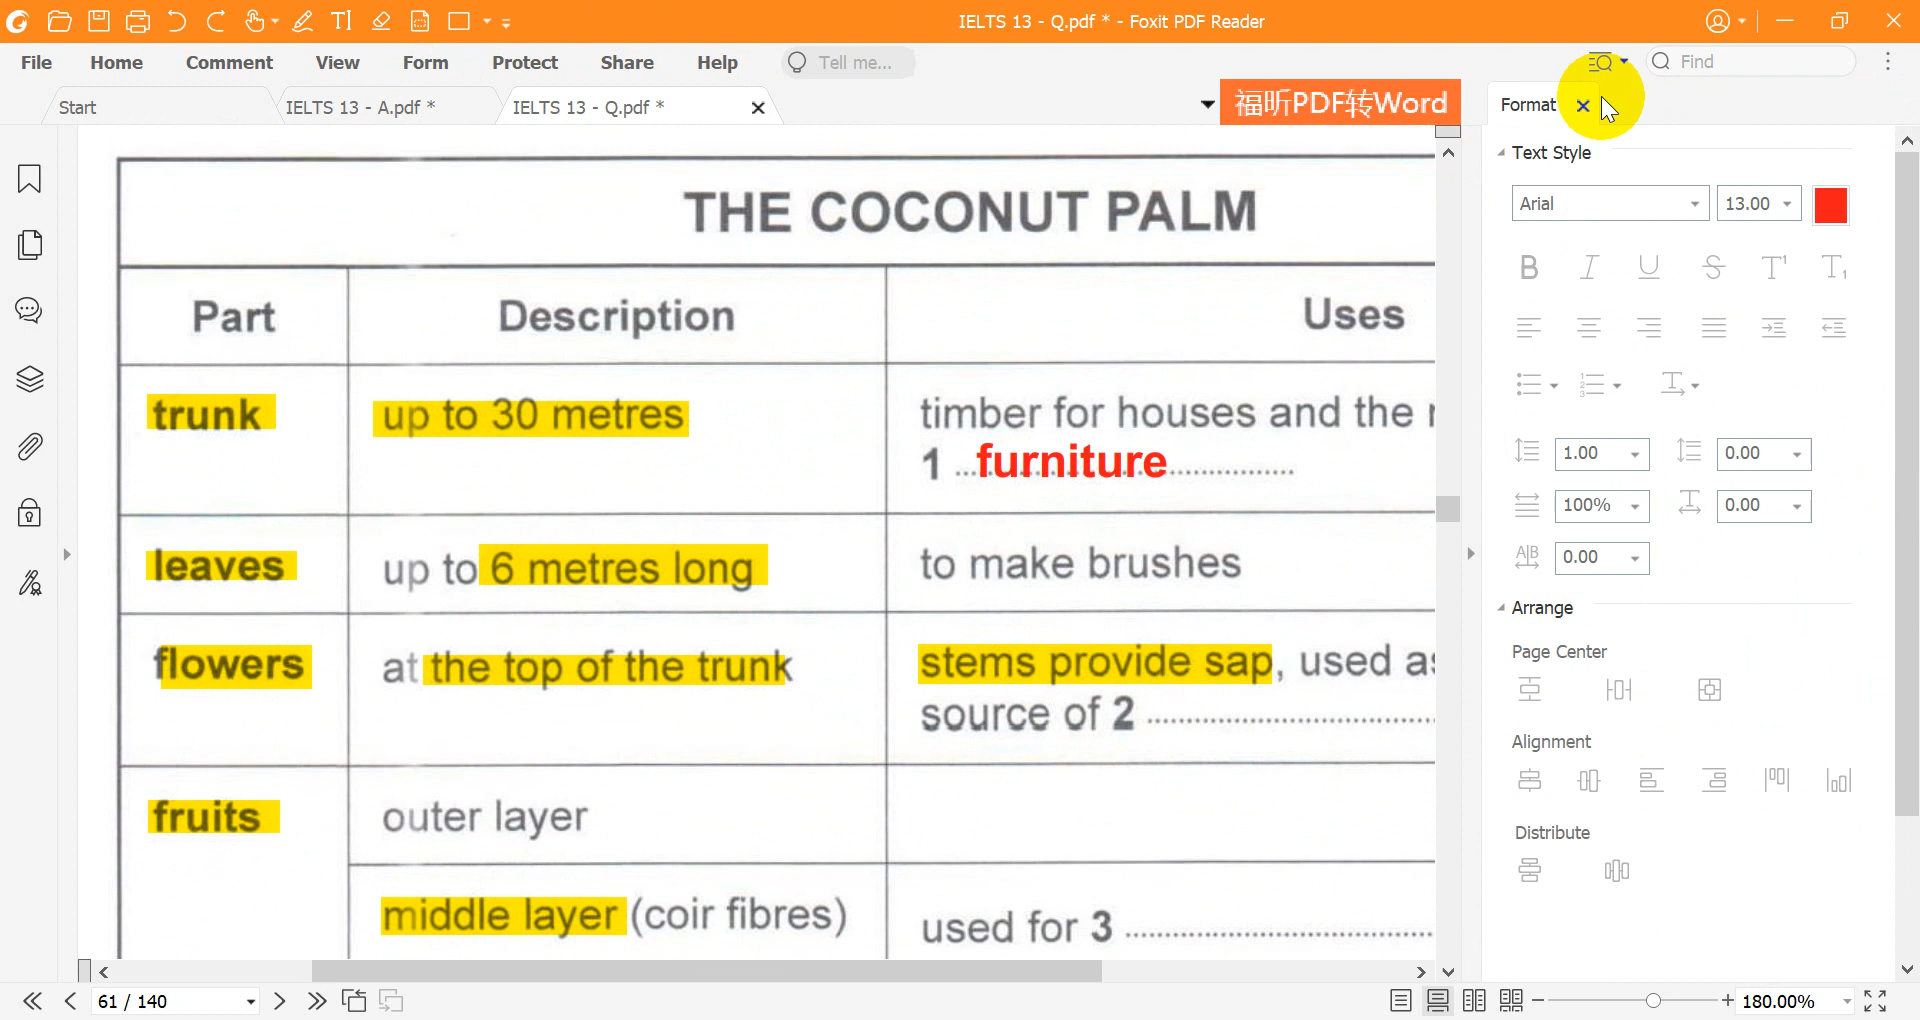 IELTS 13 - Q.pdf * - Foxit PDF Reader
File Home Comment View Form Protect Share Help Tell me... Find
Start IELTS 13 - A.pdf * IELTS 13 - Q.pdf * 福昕PDF转Word Format
Text Style
Arial 13.00
1.00 0.00
100% 0.00
0.00
Arrange
Page Center
Alignment
Distribute
THE COCONUT PALM
Part Description Uses
trunk up to 30 metres timber for houses and the
1 furniture
leaves up to 6 metres long to make brushes
flowers at the top of the trunk stems provide sap, used as
source of 2
fruits outer layer
middle layer (coir fibres) used for 3
61 / 140 180.00%